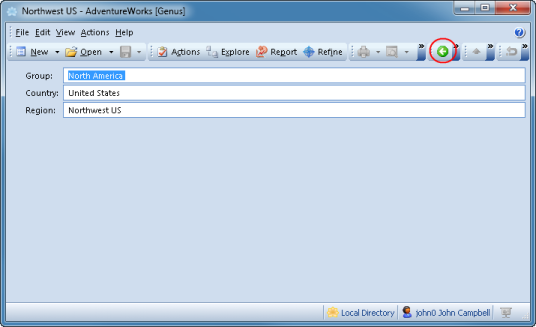 Northwest US - AdventureWorks [Genus]
File Edit View Actions Help
New Open Actions Explore Report Refine
Group: North America
Country: United States
Region: Northwest US
Local Directory john0 John Campbell